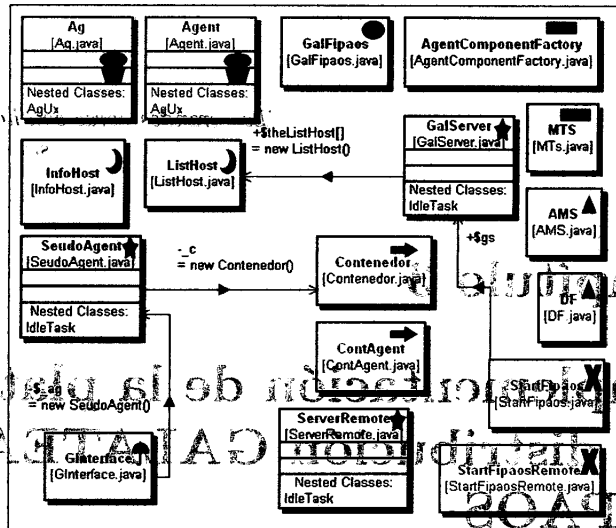 Ag
[Ag.java]
Nested Classes:
AgUx
Agent
[Agent.java]
Nested Classes:
AgUx
GalFipaos
[GalFipaos.java]
AgentComponentFactory
[AgentComponentFactory.java]
InfoHost
[InfoHost.java]
ListHost
[ListHost.java]
+$theListHost[]
= new ListHost()
GalServer
[GalServer.java]
Nested Classes:
IdleTask
MTS
[MTs.java]
AMS
[AMS.java]
SeudoAgent
[SeudoAgent.java]
Nested Classes:
IdleTask
-_c
= new Contenedor()
Contenedor
[Contenedor.java]
+$gs
DF
[DF.java]
ContAgent
[ContAgent.java]
-$_ag
= new SeudoAgent()
StartFipaos
[StartFipaos.java]
GInterface
[GInterface.java]
ServerRemote
[ServerRemote.java]
Nested Classes:
IdleTask
StartFipaosRemote
[StartFipaosRemote.java]